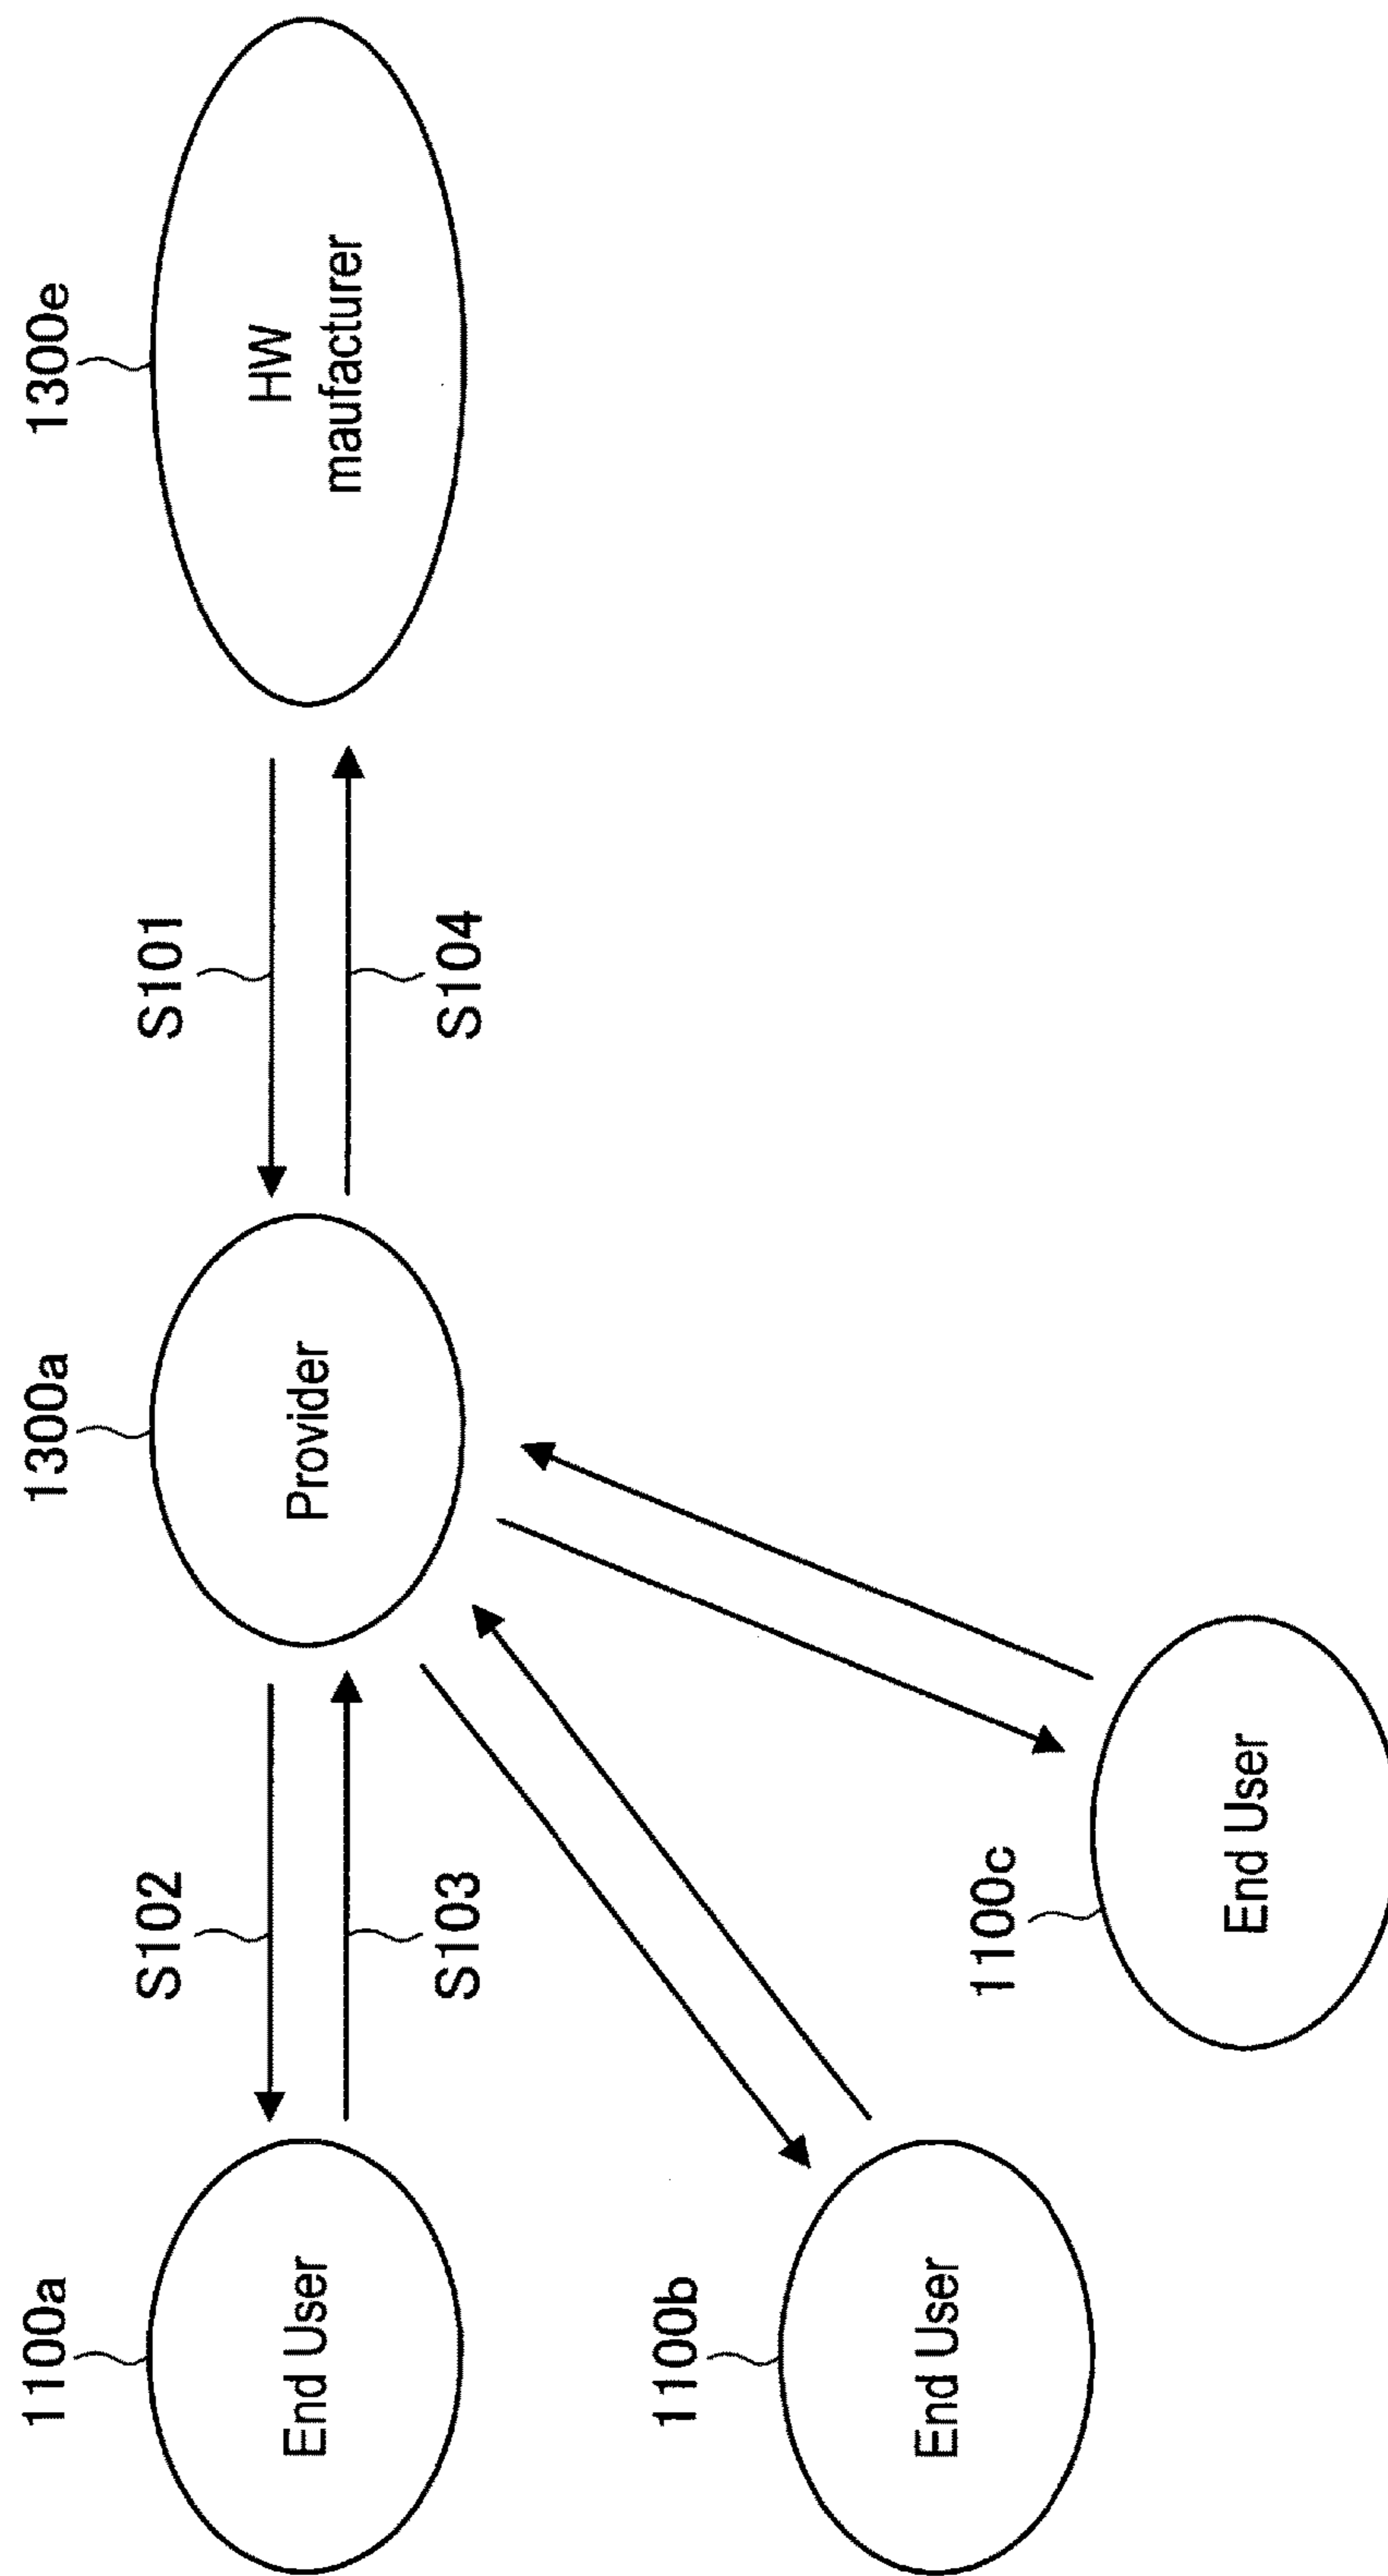 1100a
End User
S102
S103
1300a
Provider
S101
S104
1300e
HW
maufacturer
1100b
End User
1100c
End User